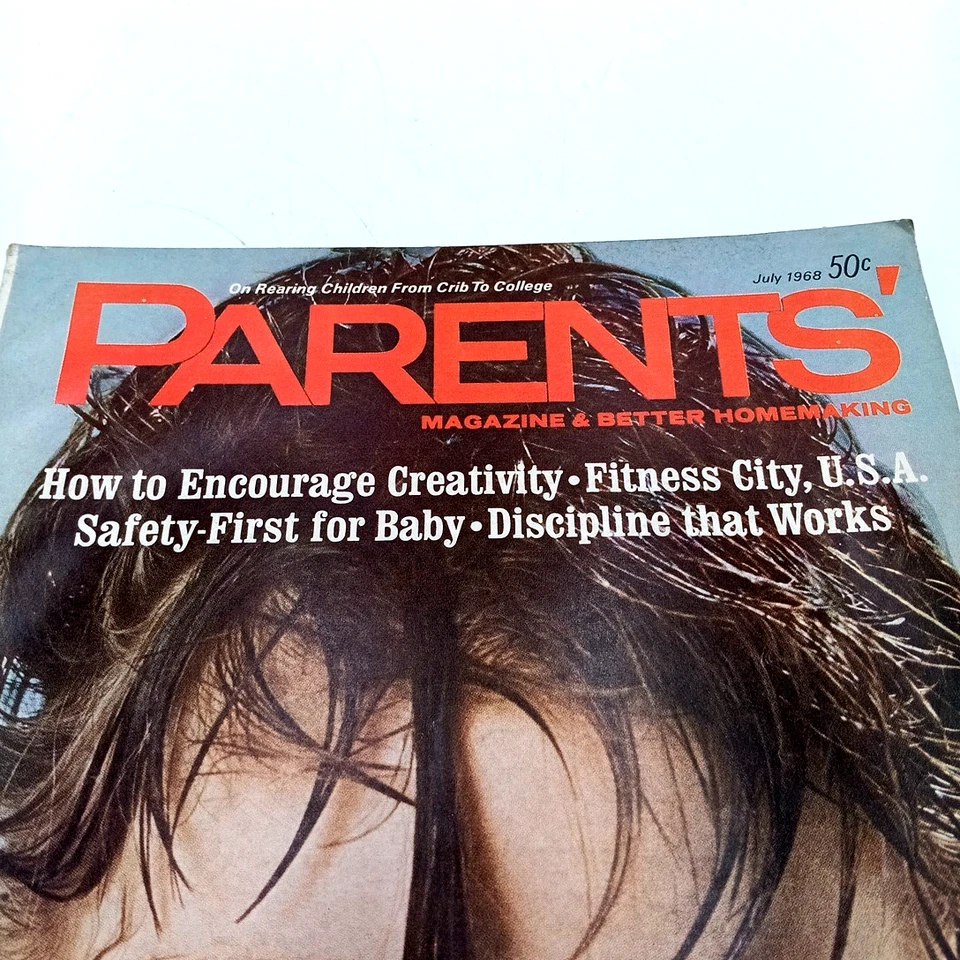 July 1968 50¢
On Rearing Children From Crib To College
PARENTS'
MAGAZINE & BETTER HOMEMAKING
How to Encourage Creativity • Fitness City, U.S.A.
Safety-First for Baby • Discipline that Works